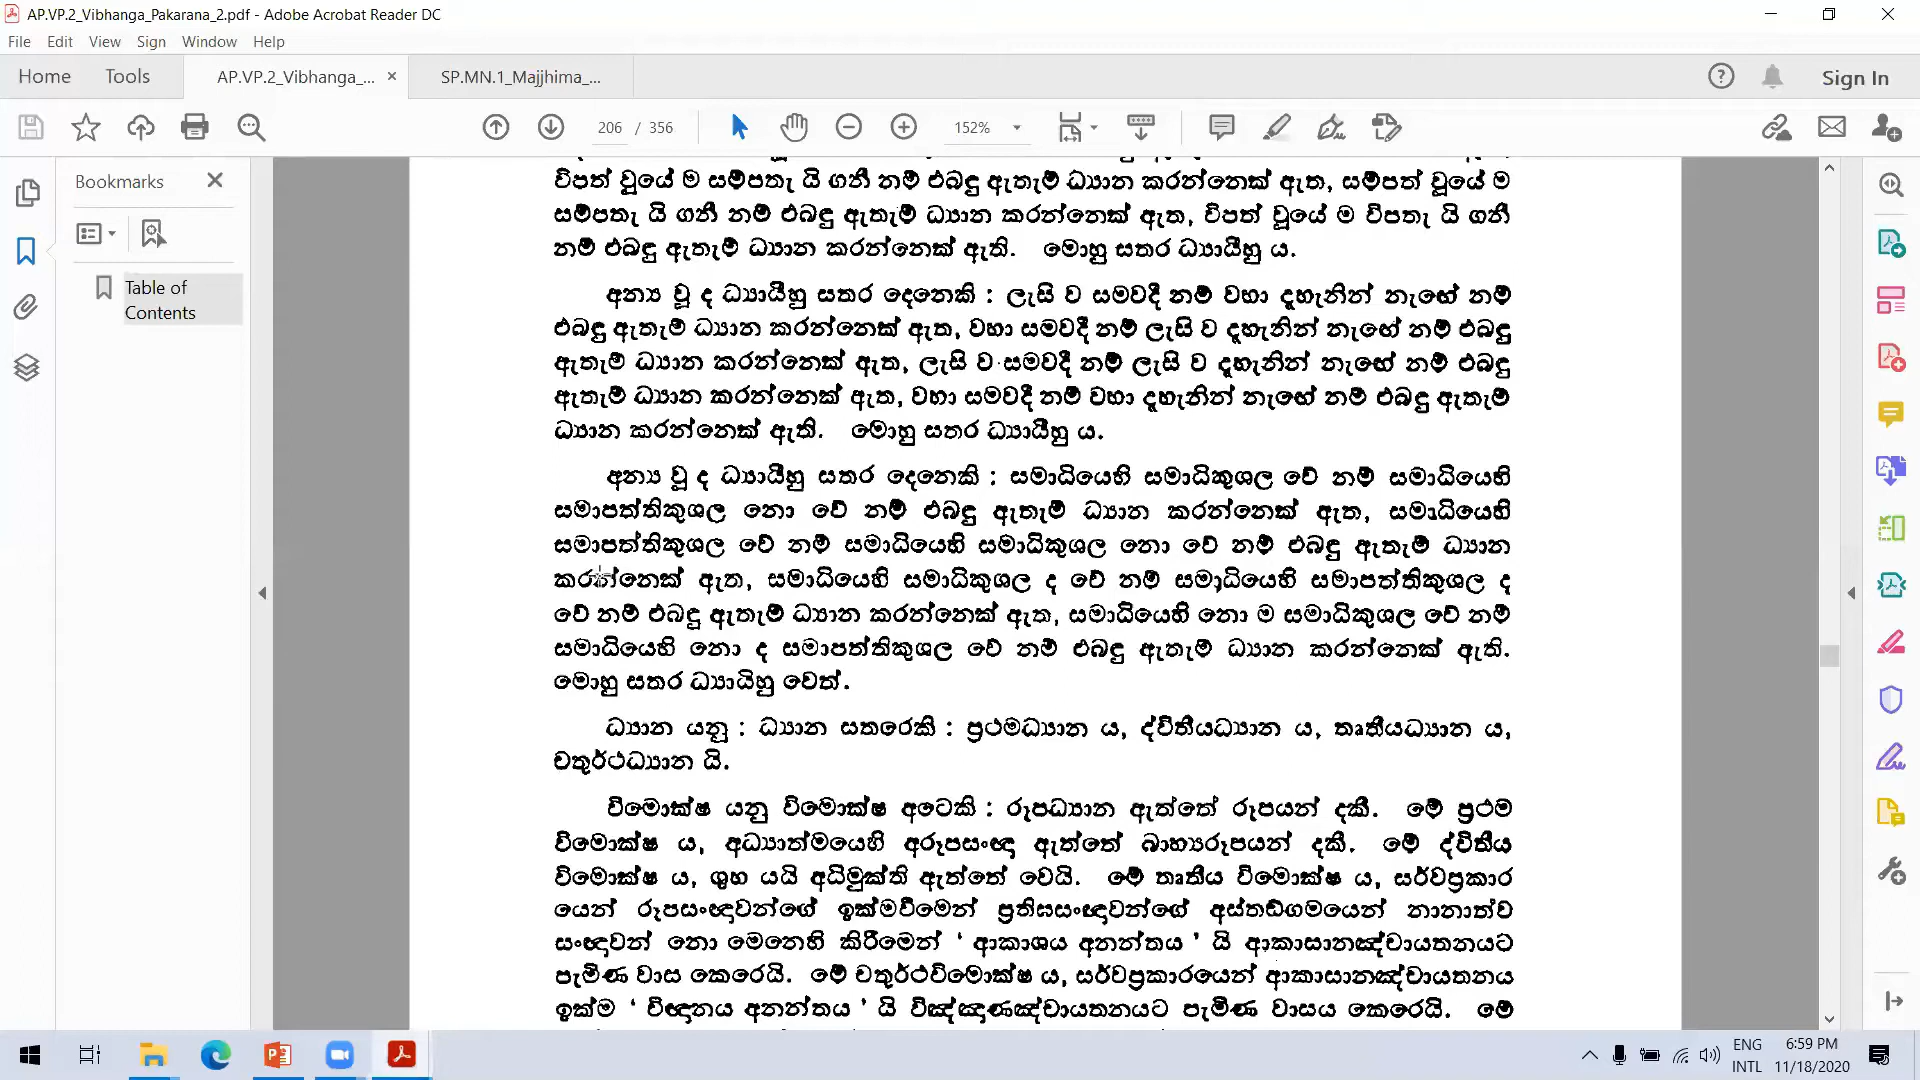 AP.VP.2_Vibhanga_Pakarana_2.pdf - Adobe Acrobat Reader DC
File Edit View Sign Window Help
Home Tools AP.VP.2_Vibhanga_... SP.MN.1_Majjhima_... Sign In
206 / 356 152%
Bookmarks
Table of
Contents
විපත් වූයේ ම සම්පතැ යි ගනී නම් එබඳු ඇතැම් ධ්‍යාන කරන්නෙක් ඇත, සම්පත් වූයේ ම
සම්පතැ යි ගනී නම් එබඳු ඇතැම් ධ්‍යාන කරන්නෙක් ඇත, විපත් වූයේ ම විපතැ යි ගනී
නම් එබඳු ඇතැම් ධ්‍යාන කරන්නෙක් ඇති. මොහු සතර ධ්‍යායීහු ය.
අන්‍ය වූ ද ධ්‍යායීහු සතර දෙනෙකි : ලැසි ව සමවදී නම් වහා දැහැනින් නැඟේ නම්
එබඳු ඇතැම් ධ්‍යාන කරන්නෙක් ඇත, වහා සමවදී නම් ලැසි ව දැහැනින් නැඟේ නම් එබඳු
ඇතැම් ධ්‍යාන කරන්නෙක් ඇත, ලැසි ව සමවදී නම් ලැසි ව දැහැනින් නැඟේ නම් එබඳු
ඇතැම් ධ්‍යාන කරන්නෙක් ඇත, වහා සමවදී නම් වහා දැහැනින් නැඟේ නම් එබඳු ඇතැම්
ධ්‍යාන කරන්නෙක් ඇති. මොහු සතර ධ්‍යායීහු ය.
අන්‍ය වූ ද ධ්‍යායීහු සතර දෙනෙකි : සමාධියෙහි සමාධිකුශල වේ නම් සමාධියෙහි
සමාපත්තිකුශල නො වේ නම් එබඳු ඇතැම් ධ්‍යාන කරන්නෙක් ඇත, සමාධියෙහි
සමාපත්තිකුශල වේ නම් සමාධියෙහි සමාධිකුශල නො වේ නම් එබඳු ඇතැම් ධ්‍යාන
කරන්නෙක් ඇත, සමාධියෙහි සමාධිකුශල ද වේ නම් සමාධියෙහි සමාපත්තිකුශල ද
වේ නම් එබඳූ ඇතැම් ධ්‍යාන කරන්නෙක් ඇත, සමාධියෙහි නො ම සමාධිකුශල වේ නම්
සමාධියෙහි නො ද සමාපත්තිකුශල වේ නම් එබඳු ඇතැම් ධ්‍යාන කරන්නෙක් ඇති.
මොහු සතර ධ්‍යායිහු වෙත්.
ධ්‍යාන යනු : ධ්‍යාන සතරෙකි : ප්‍රථමධ්‍යාන ය, ද්විතීයධ්‍යාන ය, තෘතීයධ්‍යාන ය,
චතුර්ථධ්‍යාන යි.
විමොක්ෂ යනු විමොක්ෂ අටෙකි : රූපධ්‍යාන ඇත්තේ රූපයන් දකී. මේ ප්‍රථම
විමොක්ෂ ය, අධ්‍යාත්මයෙහි අරූපසංඥා ඇත්තේ බාහ්‍යරූපයන් දකී. මේ ද්විතීය
විමොක්ෂ ය, ශුභ යයි අධිමුක්ති ඇත්තේ වෙයි. මේ තෘතීය විමොක්ෂ ය, සර්වප්‍රකාර
යෙන් රූපසංඥාවන්ගේ ඉක්මවීමෙන් ප්‍රතිඝසංඥාවන්ගේ අස්තඞ්ගමයෙන් නානාත්ව
සංඥාවන් නො මෙනෙහි කිරීමෙන් ‘ ආකාශය අනන්තය ’ යි ආකාසානඤ්චායතනයට
පැමිණ වාස කෙරෙයි. මේ චතුර්ථවිමොක්ෂ ය, සර්වප්‍රකාරයෙන් ආකාසානඤ්චායතනය
ඉක්ම ‘ විඥානය අනන්තය ’ යි විඤ්ඤාණඤ්චායතනයට පැමිණ වාසය කෙරෙයි. මේ
ENG 6:59 PM
INTL 11/18/2020